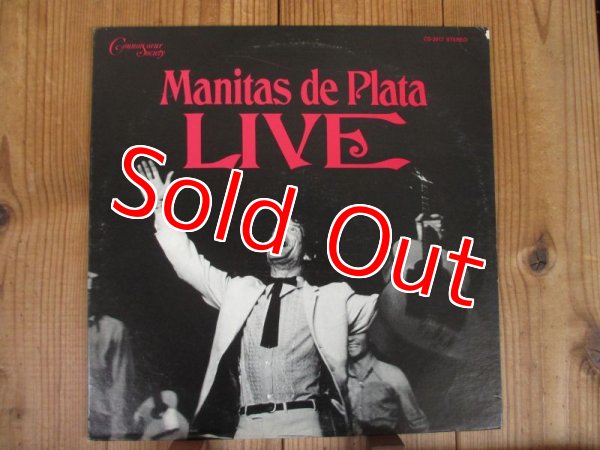 Connoisseur
Society
CS-2017 STEREO
Manitas de Plata
LIVE
Sold Out